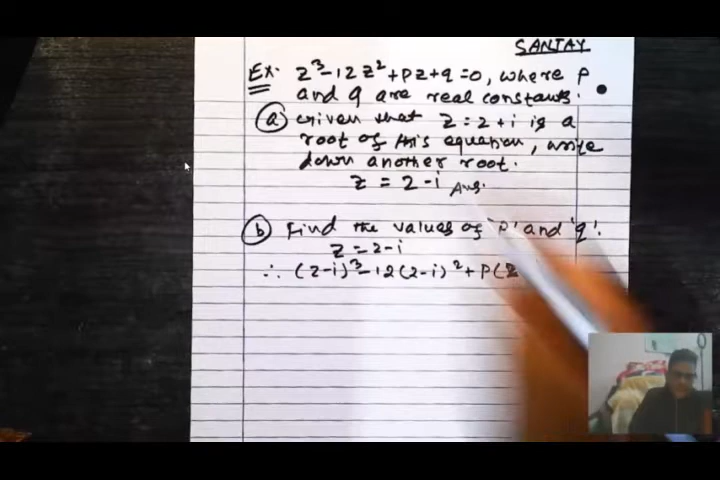 SANJAY
Ex. z³-12z²+pz+q=0, where p
and q are real constants.
(a) Given that z=2+i is a
root of this equation, write
down another root.
z = 2-i Ans.
(b) Find the values of 'p' and 'q'.
z=2-i
∴ (2-i)³-12(2-i)²+p(2